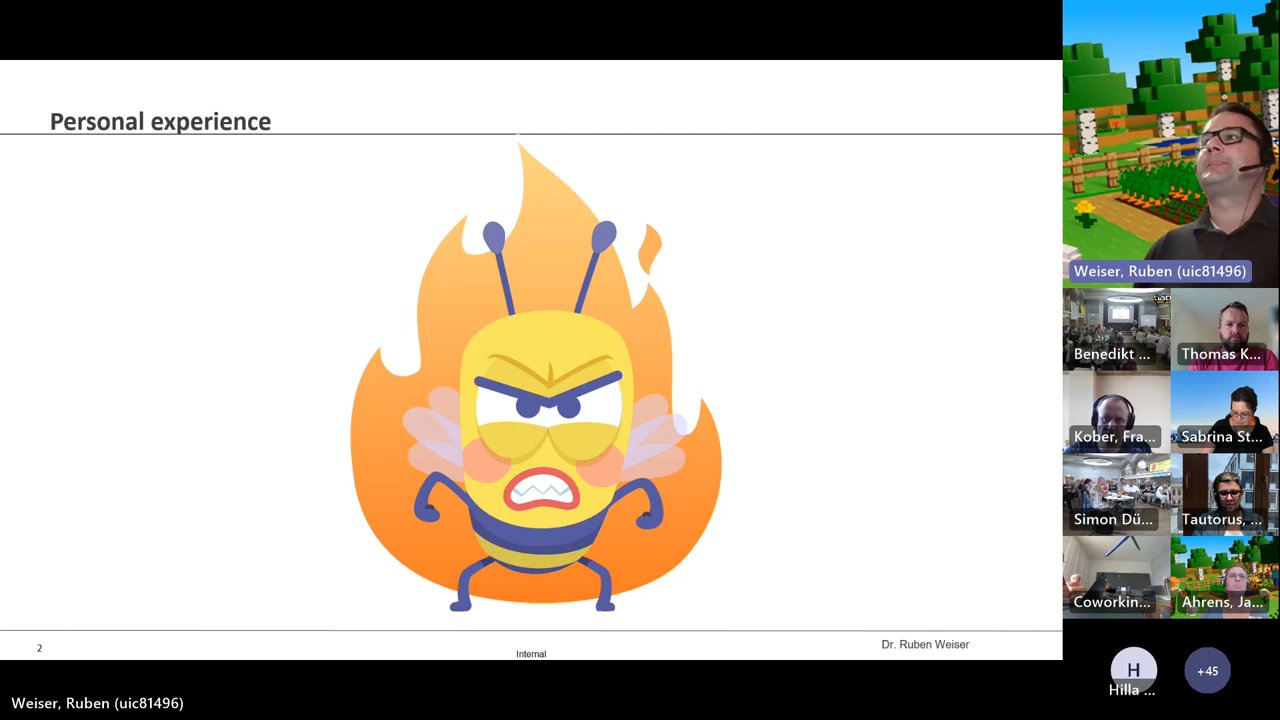 Personal experience
2
Internal
Dr. Ruben Weiser
Weiser, Ruben (uic81496)
Benedikt ...
Thomas K...
Kober, Fra...
Sabrina St...
Simon Dü...
Tautorus, ...
Coworkin...
Ahrens, Ja...
H
Hilla ...
+45
Weiser, Ruben (uic81496)